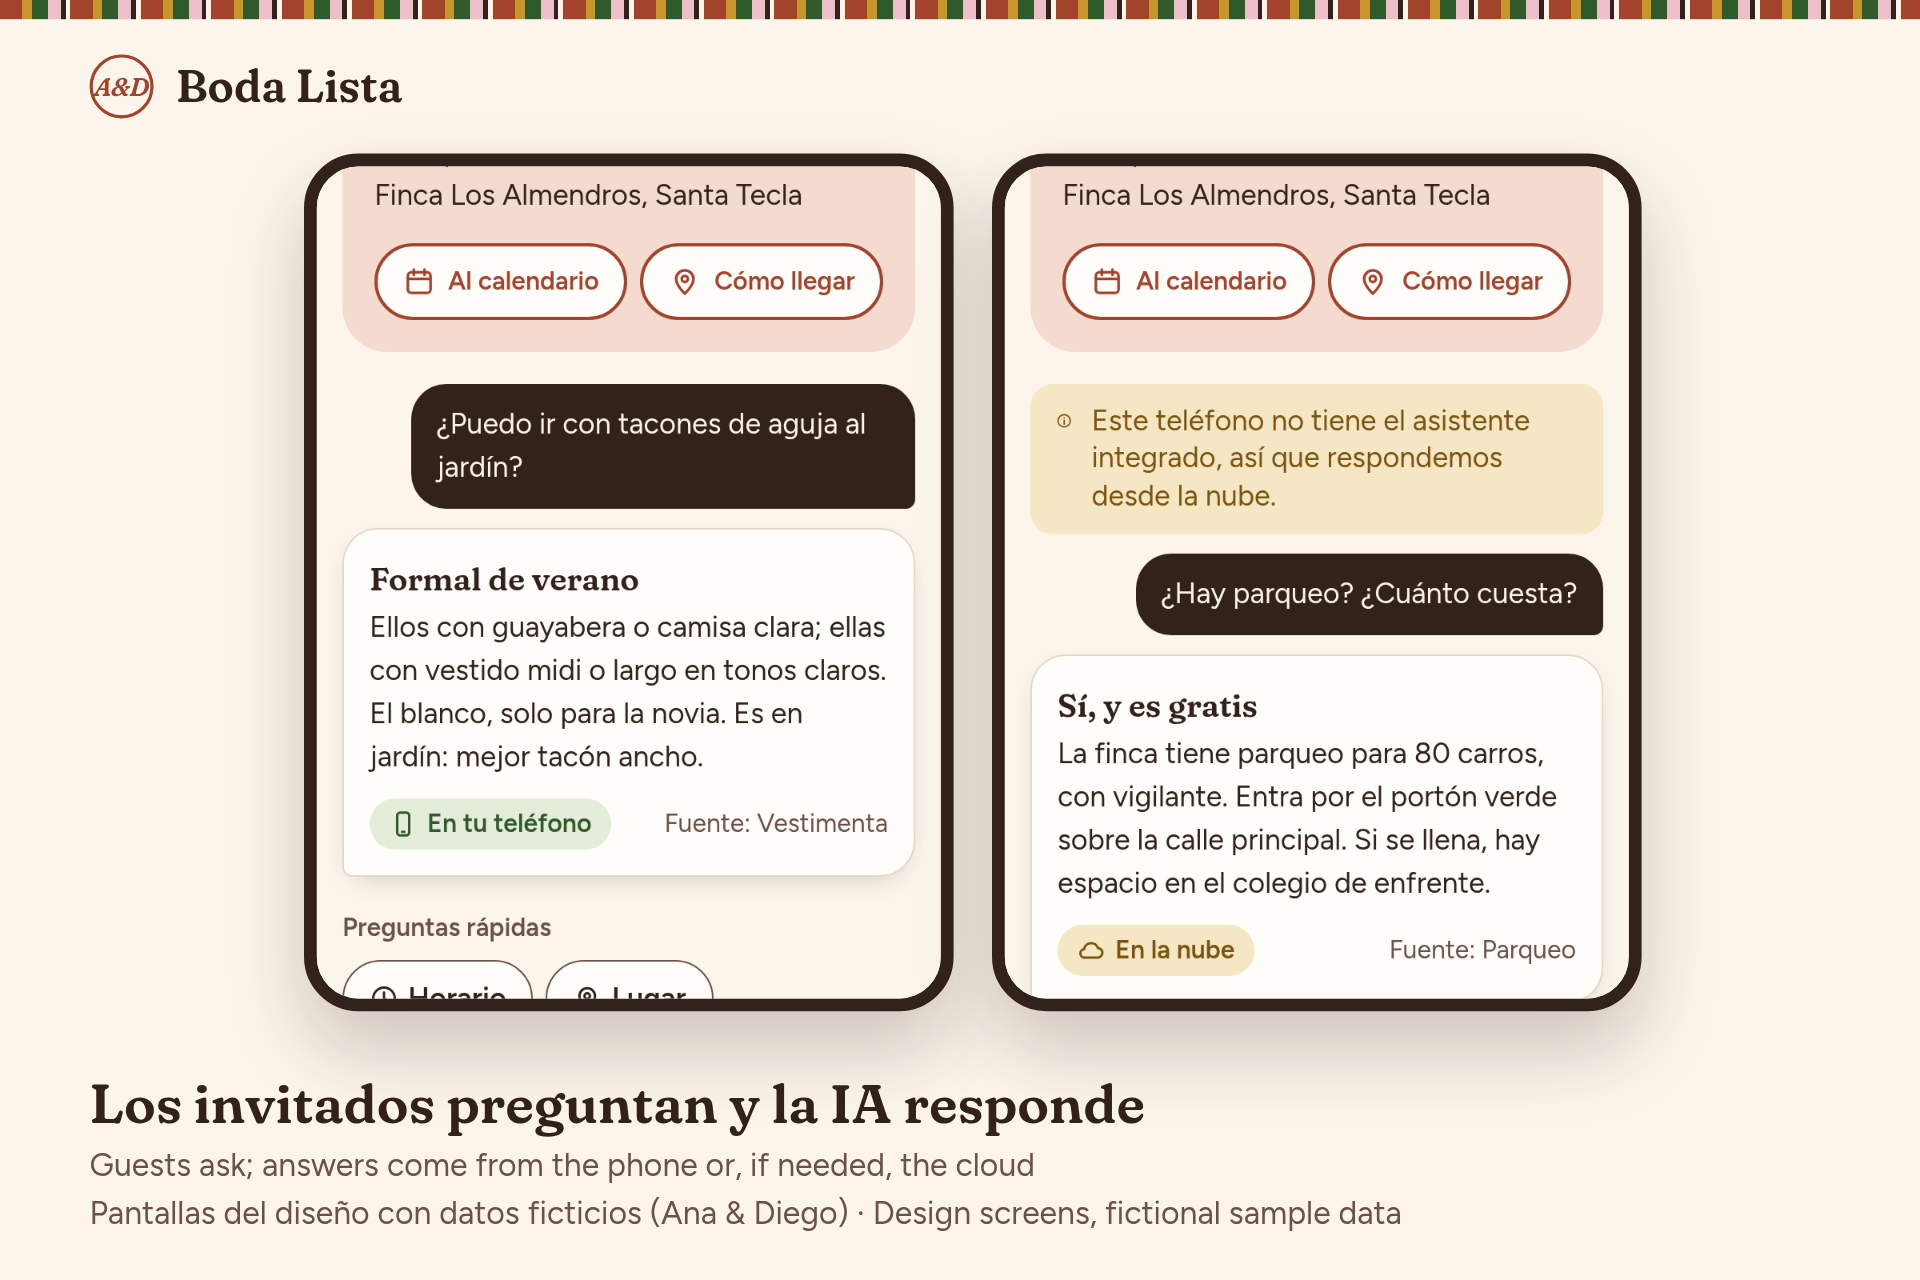 A&D
Boda Lista
Finca Los Almendros, Santa Tecla
Al calendario
Cómo llegar
¿Puedo ir con tacones de aguja al
jardín?
Formal de verano
Ellos con guayabera o camisa clara; ellas
con vestido midi o largo en tonos claros.
El blanco, solo para la novia. Es en
jardín: mejor tacón ancho.
En tu teléfono
Fuente: Vestimenta
Preguntas rápidas
Horario
Lugar
Finca Los Almendros, Santa Tecla
Al calendario
Cómo llegar
Este teléfono no tiene el asistente
integrado, así que respondemos
desde la nube.
¿Hay parqueo? ¿Cuánto cuesta?
Sí, y es gratis
La finca tiene parqueo para 80 carros,
con vigilante. Entra por el portón verde
sobre la calle principal. Si se llena, hay
espacio en el colegio de enfrente.
En la nube
Fuente: Parqueo
Los invitados preguntan y la IA responde
Guests ask; answers come from the phone or, if needed, the cloud
Pantallas del diseño con datos ficticios (Ana & Diego) · Design screens, fictional sample data